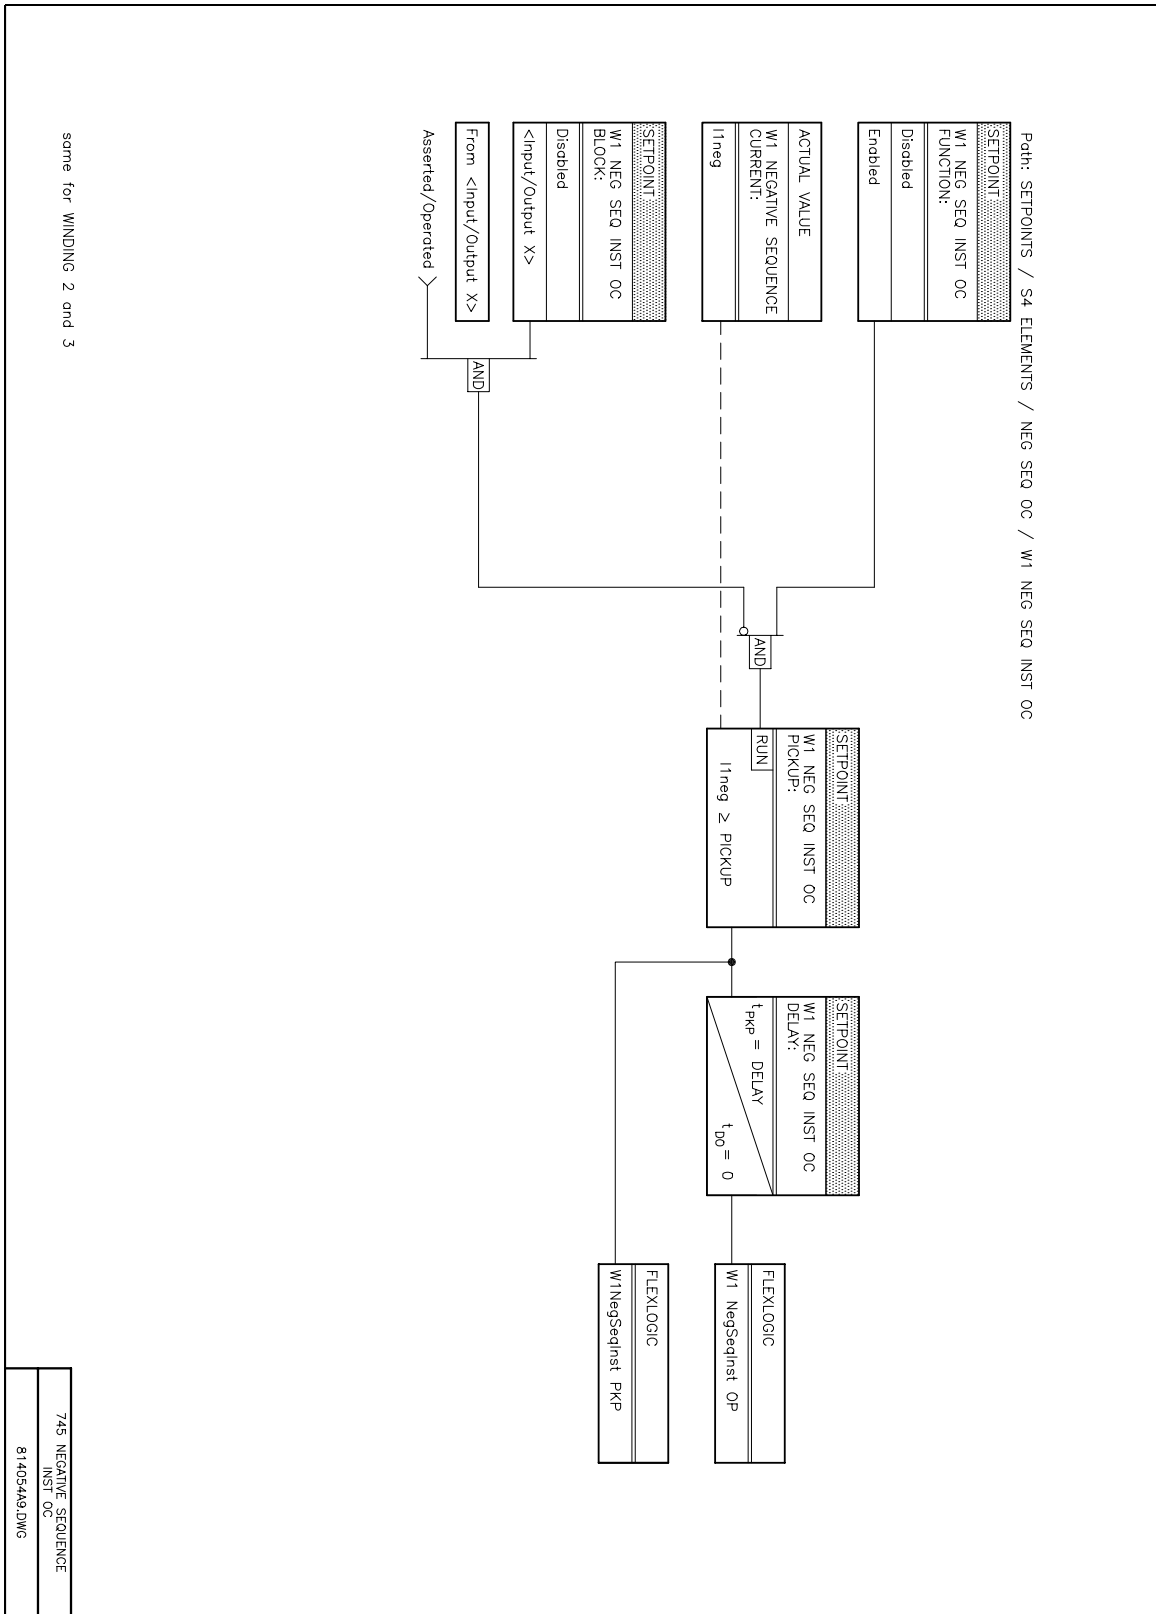 Path: SETPOINTS / S4 ELEMENTS / NEG SEQ OC / W1 NEG SEQ INST OC
SETPOINT
W1 NEG SEQ INST OC
FUNCTION:
Disabled
Enabled
ACTUAL VALUE
W1 NEGATIVE SEQUENCE
CURRENT:
I1neg
SETPOINT
W1 NEG SEQ INST OC
BLOCK:
Disabled
<Input/Output X>
From <Input/Output X>
Asserted/Operated
AND
AND
SETPOINT
W1 NEG SEQ INST OC
PICKUP:
RUN
I1neg ≥ PICKUP
SETPOINT
W1 NEG SEQ INST OC
DELAY:
tPKP = DELAY
tDO = 0
FLEXLOGIC
W1 NegSeqInst OP
FLEXLOGIC
W1NegSeqInst PKP
same for WINDING 2 and 3
745 NEGATIVE SEQUENCE
INST OC
814054A9.DWG